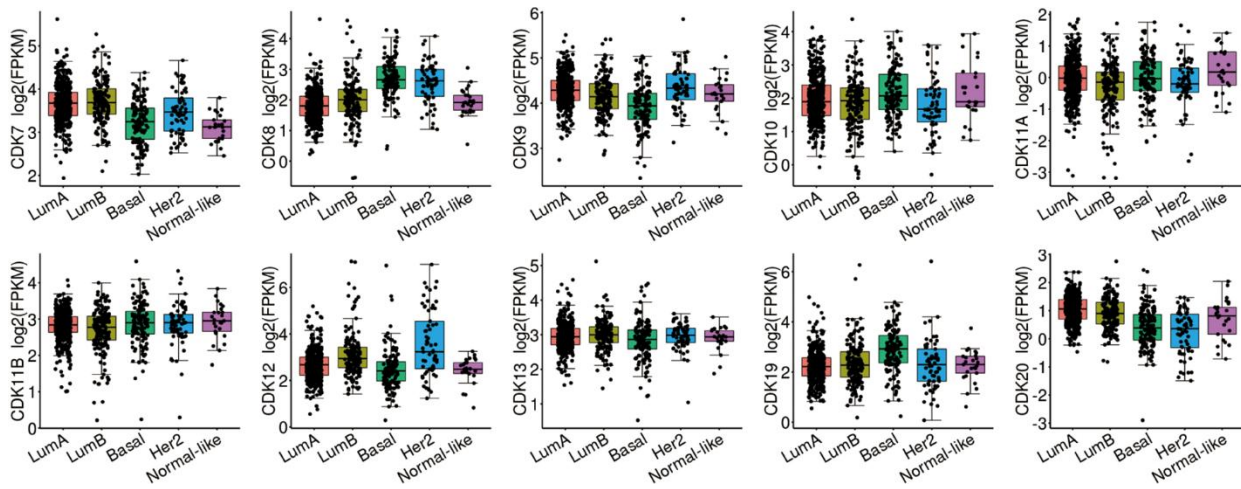 CDK7 log2(FPKM)
5
4
3
2
LumA
LumB
Basal
Her2
Normal-like
CDK8 log2(FPKM)
4
3
2
1
0
LumA
LumB
Basal
Her2
Normal-like
CDK9 log2(FPKM)
6
5
4
3
LumA
LumB
Basal
Her2
Normal-like
CDK10 log2(FPKM)
4
3
2
1
0
LumA
LumB
Basal
Her2
Normal-like
CDK11A log2(FPKM)
2
1
0
-1
-2
-3
LumA
LumB
Basal
Her2
Normal-like
CDK11B log2(FPKM)
4
3
2
1
0
LumA
LumB
Basal
Her2
Normal-like
CDK12 log2(FPKM)
6
4
2
0
LumA
LumB
Basal
Her2
Normal-like
CDK13 log2(FPKM)
5
4
3
2
1
LumA
LumB
Basal
Her2
Normal-like
CDK19 log2(FPKM)
6
4
2
0
LumA
LumB
Basal
Her2
Normal-like
CDK20 log2(FPKM)
3
2
1
0
-1
-2
-3
LumA
LumB
Basal
Her2
Normal-like